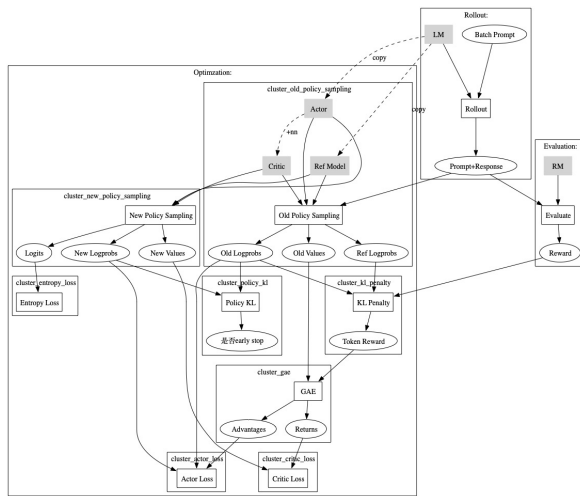 Rollout:
LM
Batch Prompt
copy
Optimzation:
cluster_old_policy_sampling
Actor
copy
Rollout
+nn
Evaluation:
Critic
Ref Model
Prompt+Response
RM
cluster_new_policy_sampling
New Policy Sampling
Old Policy Sampling
Evaluate
Logits
New Logprobs
New Values
Old Logprobs
Old Values
Ref Logprobs
Reward
cluster_entropy_loss
cluster_policy_kl
cluster_kl_penalty
Entropy Loss
Policy KL
KL Penalty
是否early stop
Token Reward
cluster_gae
GAE
Advantages
Returns
cluster_actor_loss
cluster_critic_loss
Actor Loss
Critic Loss